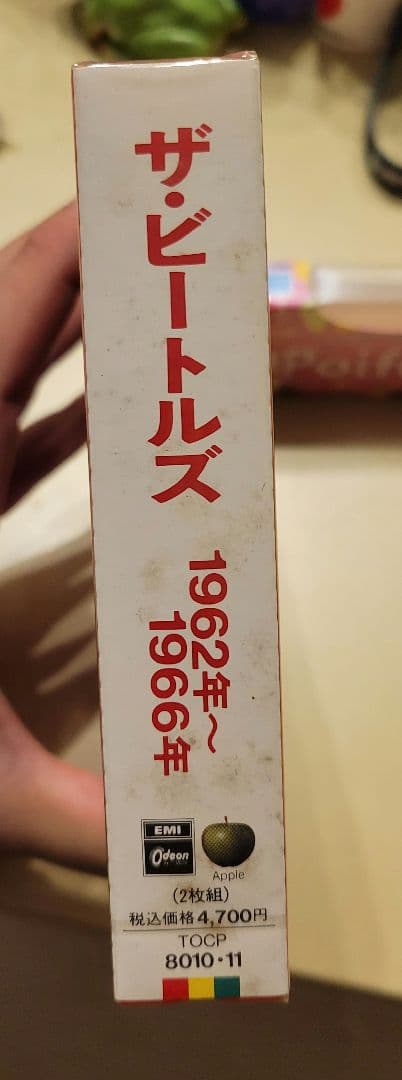 ザ・ビートルズ
1962年～
1966年
EMI
Odeon
Apple
(2枚組)
税込価格4,700円
TOCP
8010・11